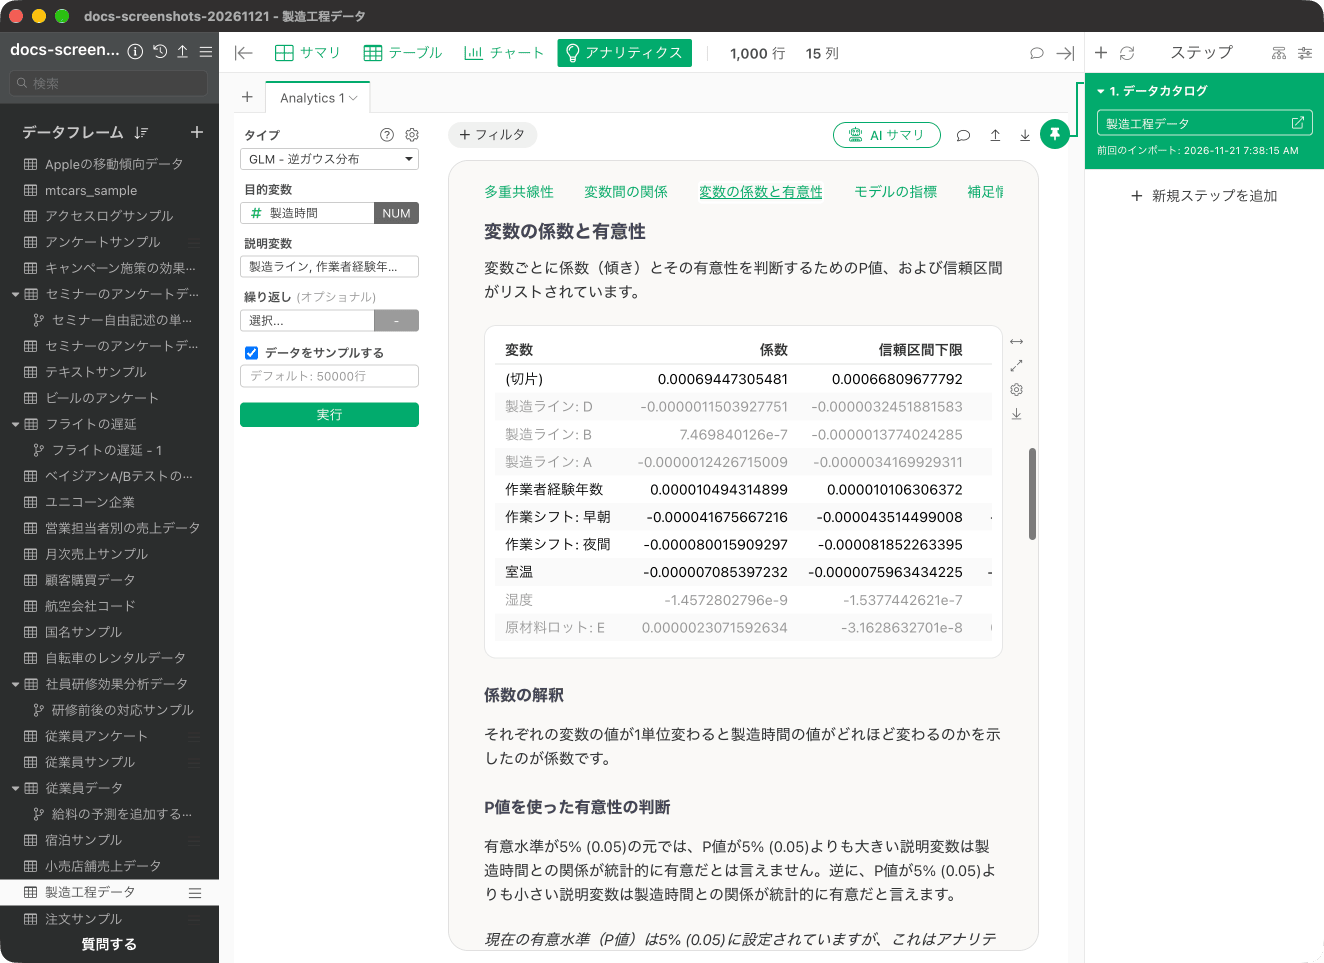 docs-screenshots-20261121 - 製造工程データ
docs-screen...
検索
データフレーム
Appleの移動傾向データ
mtcars_sample
アクセスログサンプル
アンケートサンプル
キャンペーン施策の効果...
セミナーのアンケートデ...
セミナー自由記述の単...
セミナーのアンケートデ...
テキストサンプル
ビールのアンケート
フライトの遅延
フライトの遅延 - 1
ベイジアンA/Bテストの...
ユニコーン企業
営業担当者別の売上データ
月次売上サンプル
顧客購買データ
航空会社コード
国名サンプル
自転車のレンタルデータ
社員研修効果分析データ
研修前後の対応サンプル
従業員アンケート
従業員サンプル
従業員データ
給料の予測を追加する...
宿泊サンプル
小売店舗売上データ
製造工程データ
注文サンプル
質問する
サマリ
テーブル
チャート
アナリティクス
1,000 行
15 列
Analytics 1
タイプ
GLM - 逆ガウス分布
目的変数
# 製造時間
NUM
説明変数
製造ライン, 作業者経験年...
繰り返し (オプショナル)
選択...
-
データをサンプルする
デフォルト: 50000行
実行
+ フィルタ
AI サマリ
多重共線性
変数間の関係
変数の係数と有意性
モデルの指標
変数の係数と有意性
変数ごとに係数（傾き）とその有意性を判断するためのP値、および信頼区間
がリストされています。
変数 係数 信頼区間下限
(切片) 0.00069447305481 0.00066809677792
製造ライン: D -0.0000011503927751 -0.0000032451881583
製造ライン: B 7.469840126e-7 -0.0000013774024285
製造ライン: A -0.0000012426715009 -0.0000034169929311
作業者経験年数 0.000010494314899 0.000010106306372
作業シフト: 早朝 -0.000041675667216 -0.000043514499008
作業シフト: 夜間 -0.000080015909297 -0.000081852263395
室温 -0.000007085397232 -0.0000075963434225
湿度 -1.4572802796e-9 -1.5377442621e-7
原材料ロット: E 0.0000023071592634 -3.1628632701e-8
係数の解釈
それぞれの変数の値が1単位変わると製造時間の値がどれほど変わるのかを示
したのが係数です。
P値を使った有意性の判断
有意水準が5% (0.05)の元では、P値が5% (0.05)よりも大きい説明変数は製
造時間との関係が統計的に有意だとは言えません。逆に、P値が5% (0.05)よ
りも小さい説明変数は製造時間との関係が統計的に有意だと言えます。
現在の有意水準（P値）は5% (0.05)に設定されていますが、これはアナリテ
ステップ
1. データカタログ
製造工程データ
前回のインポート: 2026-11-21 7:38:15 AM
+ 新規ステップを追加